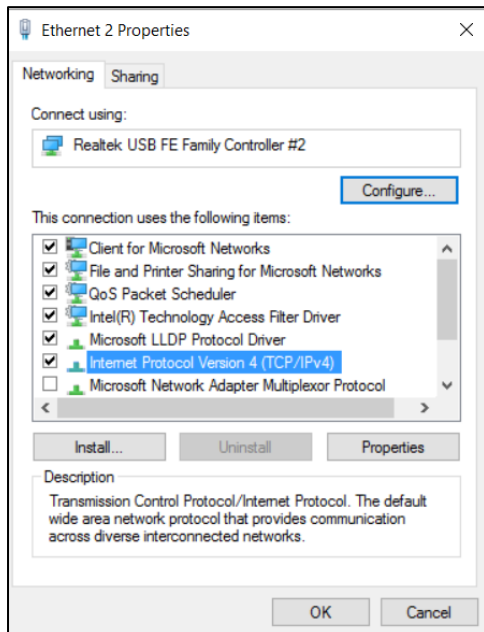 Ethernet 2 Properties
Networking Sharing
Connect using:
Realtek USB FE Family Controller #2
Configure...
This connection uses the following items:
Client for Microsoft Networks
File and Printer Sharing for Microsoft Networks
QoS Packet Scheduler
Intel(R) Technology Access Filter Driver
Microsoft LLDP Protocol Driver
Internet Protocol Version 4 (TCP/IPv4)
Microsoft Network Adapter Multiplexor Protocol
Install... Uninstall Properties
Description
Transmission Control Protocol/Internet Protocol. The default
wide area network protocol that provides communication
across diverse interconnected networks.
OK Cancel